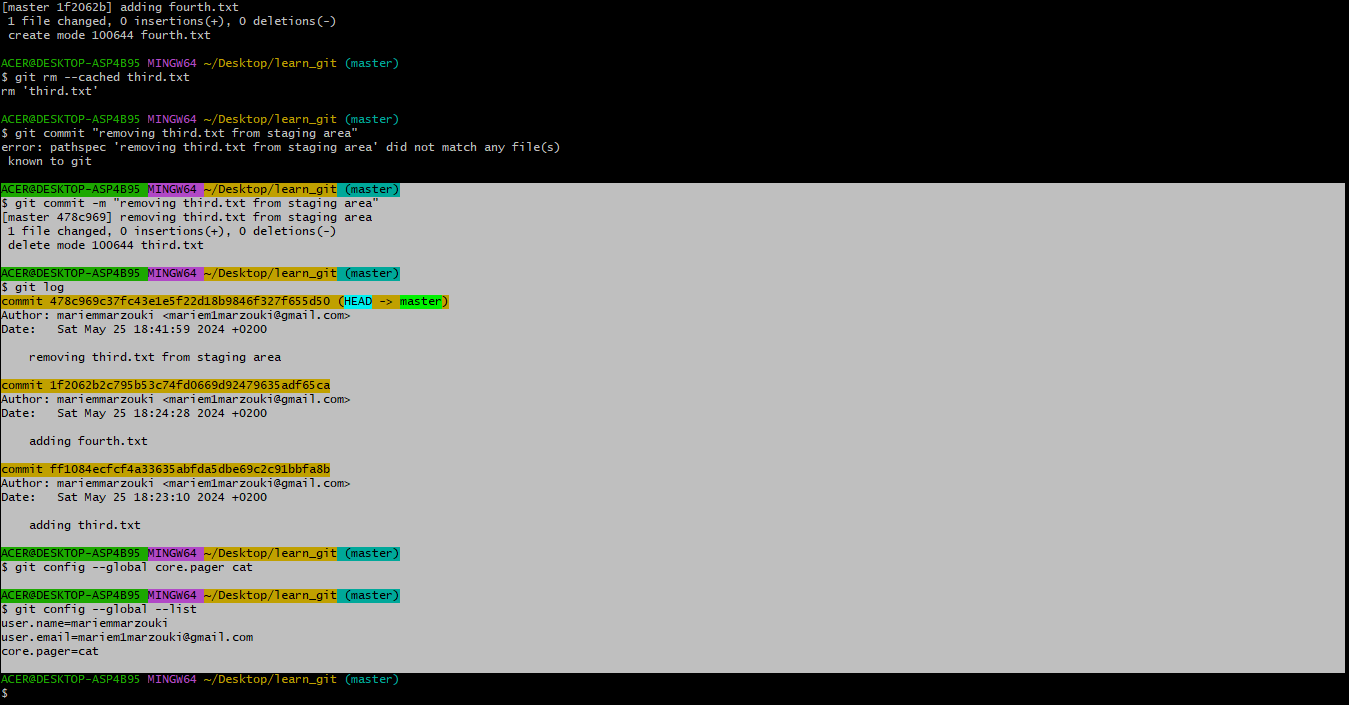 [master 1f2062b] adding fourth.txt
 1 file changed, 0 insertions(+), 0 deletions(-)
 create mode 100644 fourth.txt

ACER@DESKTOP-ASP4B95 MINGW64 ~/Desktop/learn_git (master)
$ git rm --cached third.txt
rm 'third.txt'

ACER@DESKTOP-ASP4B95 MINGW64 ~/Desktop/learn_git (master)
$ git commit "removing third.txt from staging area"
error: pathspec 'removing third.txt from staging area' did not match any file(s)
 known to git

ACER@DESKTOP-ASP4B95 MINGW64 ~/Desktop/learn_git (master)
$ git commit -m "removing third.txt from staging area"
[master 478c969] removing third.txt from staging area
 1 file changed, 0 insertions(+), 0 deletions(-)
 delete mode 100644 third.txt

ACER@DESKTOP-ASP4B95 MINGW64 ~/Desktop/learn_git (master)
$ git log
commit 478c969c37fc43e1e5f22d18b9846f327f655d50 (HEAD -> master)
Author: mariemmarzouki <mariem1marzouki@gmail.com>
Date:   Sat May 25 18:41:59 2024 +0200

    removing third.txt from staging area

commit 1f2062b2c795b53c74fd0669d92479635adf65ca
Author: mariemmarzouki <mariem1marzouki@gmail.com>
Date:   Sat May 25 18:24:28 2024 +0200

    adding fourth.txt

commit ff1084ecfcf4a33635abfda5dbe69c2c91bbfa8b
Author: mariemmarzouki <mariem1marzouki@gmail.com>
Date:   Sat May 25 18:23:10 2024 +0200

    adding third.txt

ACER@DESKTOP-ASP4B95 MINGW64 ~/Desktop/learn_git (master)
$ git config --global core.pager cat

ACER@DESKTOP-ASP4B95 MINGW64 ~/Desktop/learn_git (master)
$ git config --global --list
user.name=mariemmarzouki
user.email=mariem1marzouki@gmail.com
core.pager=cat

ACER@DESKTOP-ASP4B95 MINGW64 ~/Desktop/learn_git (master)
$